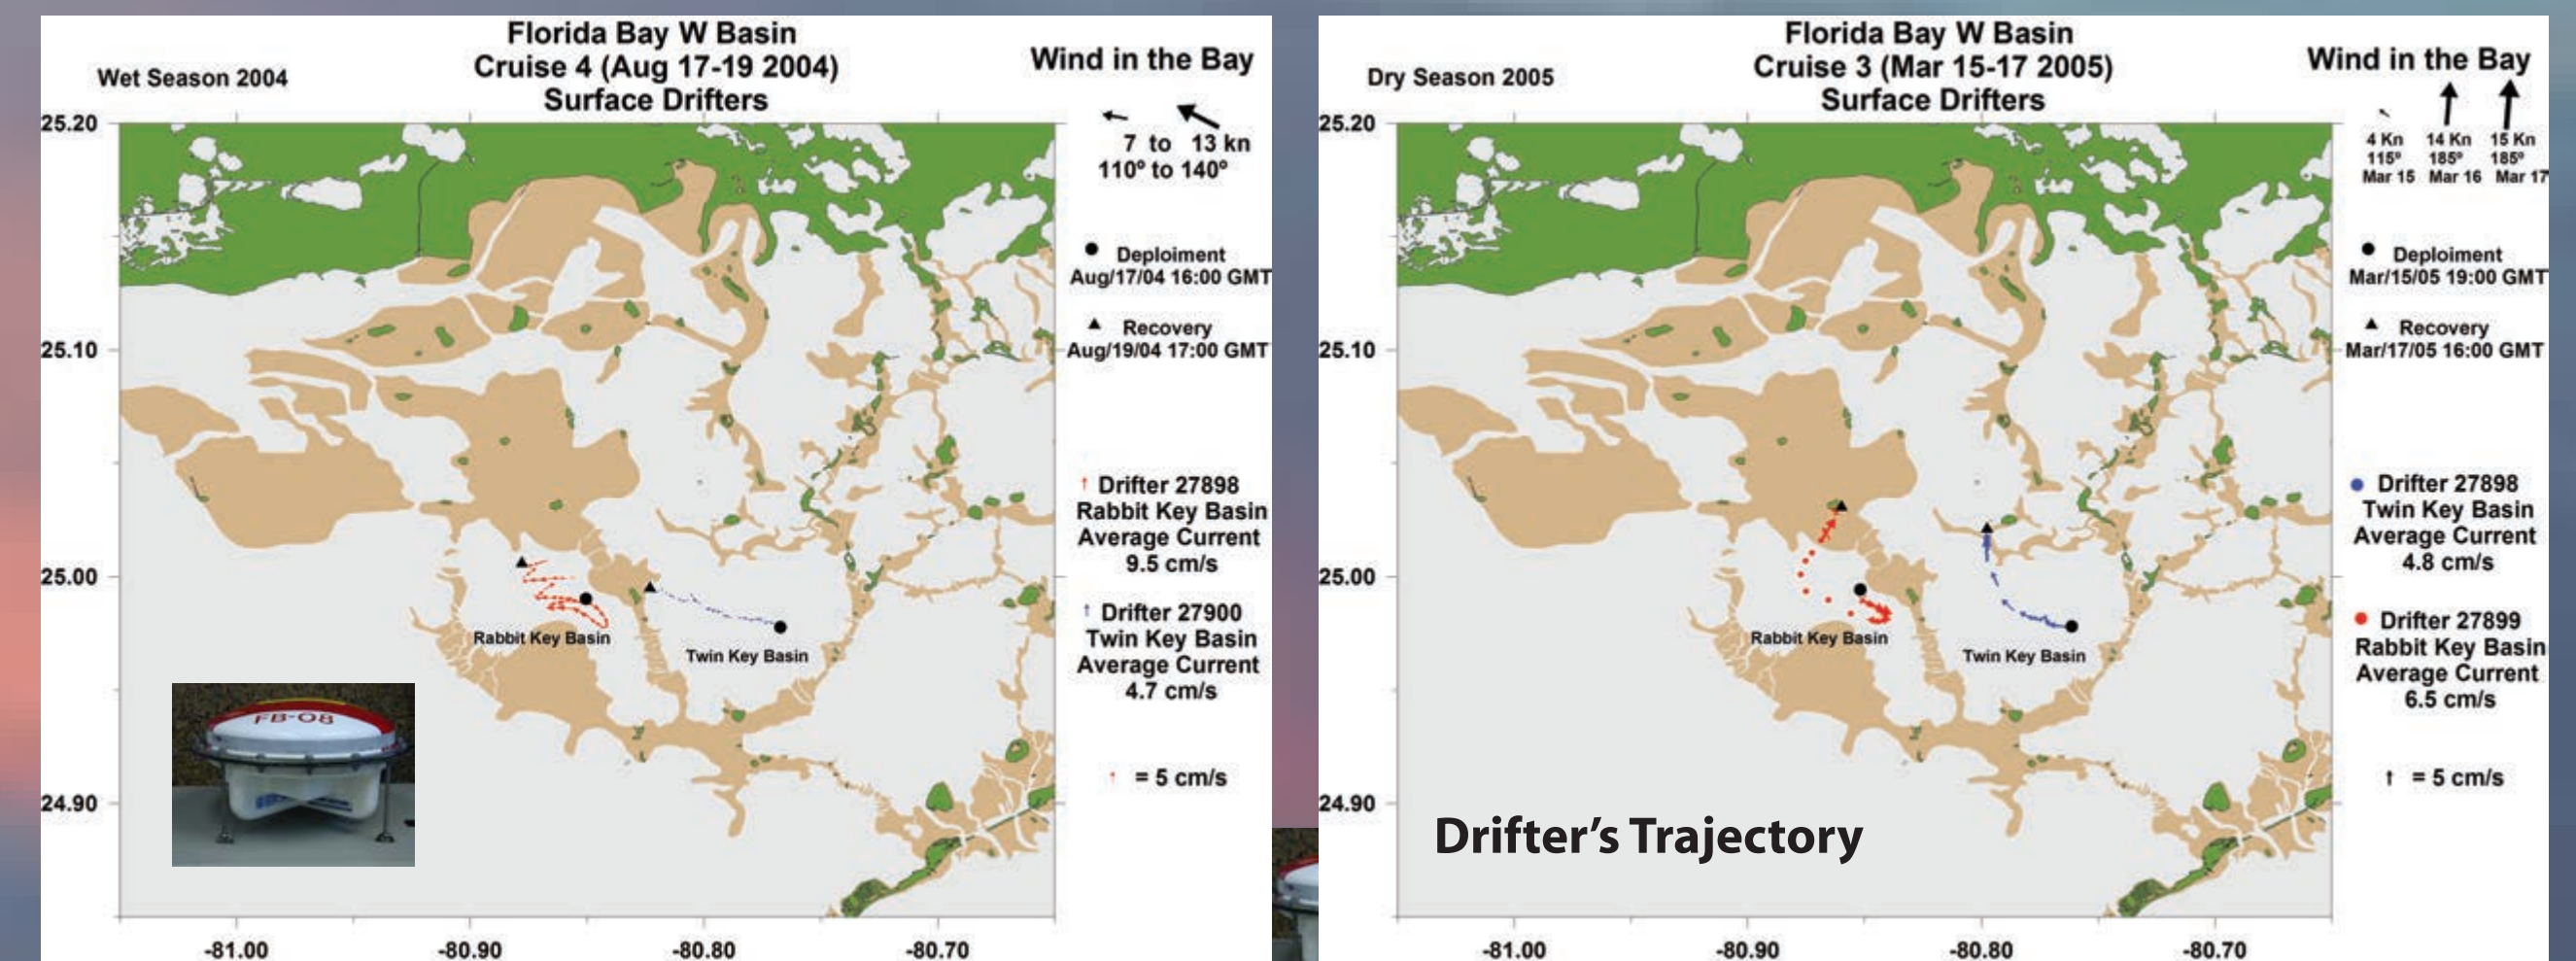 Florida Bay W Basin
Cruise 4 (Aug 17-19 2004)
Surface Drifters
Wet Season 2004
Wind in the Bay
7 to 13 kn
110º to 140º
Deploiment
Aug/17/04 16:00 GMT
Recovery
Aug/19/04 17:00 GMT
Drifter 27898
Rabbit Key Basin
Average Current
9.5 cm/s
Drifter 27900
Twin Key Basin
Average Current
4.7 cm/s
= 5 cm/s
25.20
25.10
25.00
24.90
Rabbit Key Basin
Twin Key Basin
FB-08
-81.00
-80.90
-80.80
-80.70
Florida Bay W Basin
Cruise 3 (Mar 15-17 2005)
Surface Drifters
Dry Season 2005
Wind in the Bay
4 Kn 14 Kn 15 Kn
115º 185º 185º
Mar 15 Mar 16 Mar 17
Deploiment
Mar/15/05 19:00 GMT
Recovery
Mar/17/05 16:00 GMT
Drifter 27898
Twin Key Basin
Average Current
4.8 cm/s
Drifter 27899
Rabbit Key Basin
Average Current
6.5 cm/s
= 5 cm/s
25.20
25.10
25.00
24.90
Rabbit Key Basin
Twin Key Basin
Drifter's Trajectory
-81.00
-80.90
-80.80
-80.70